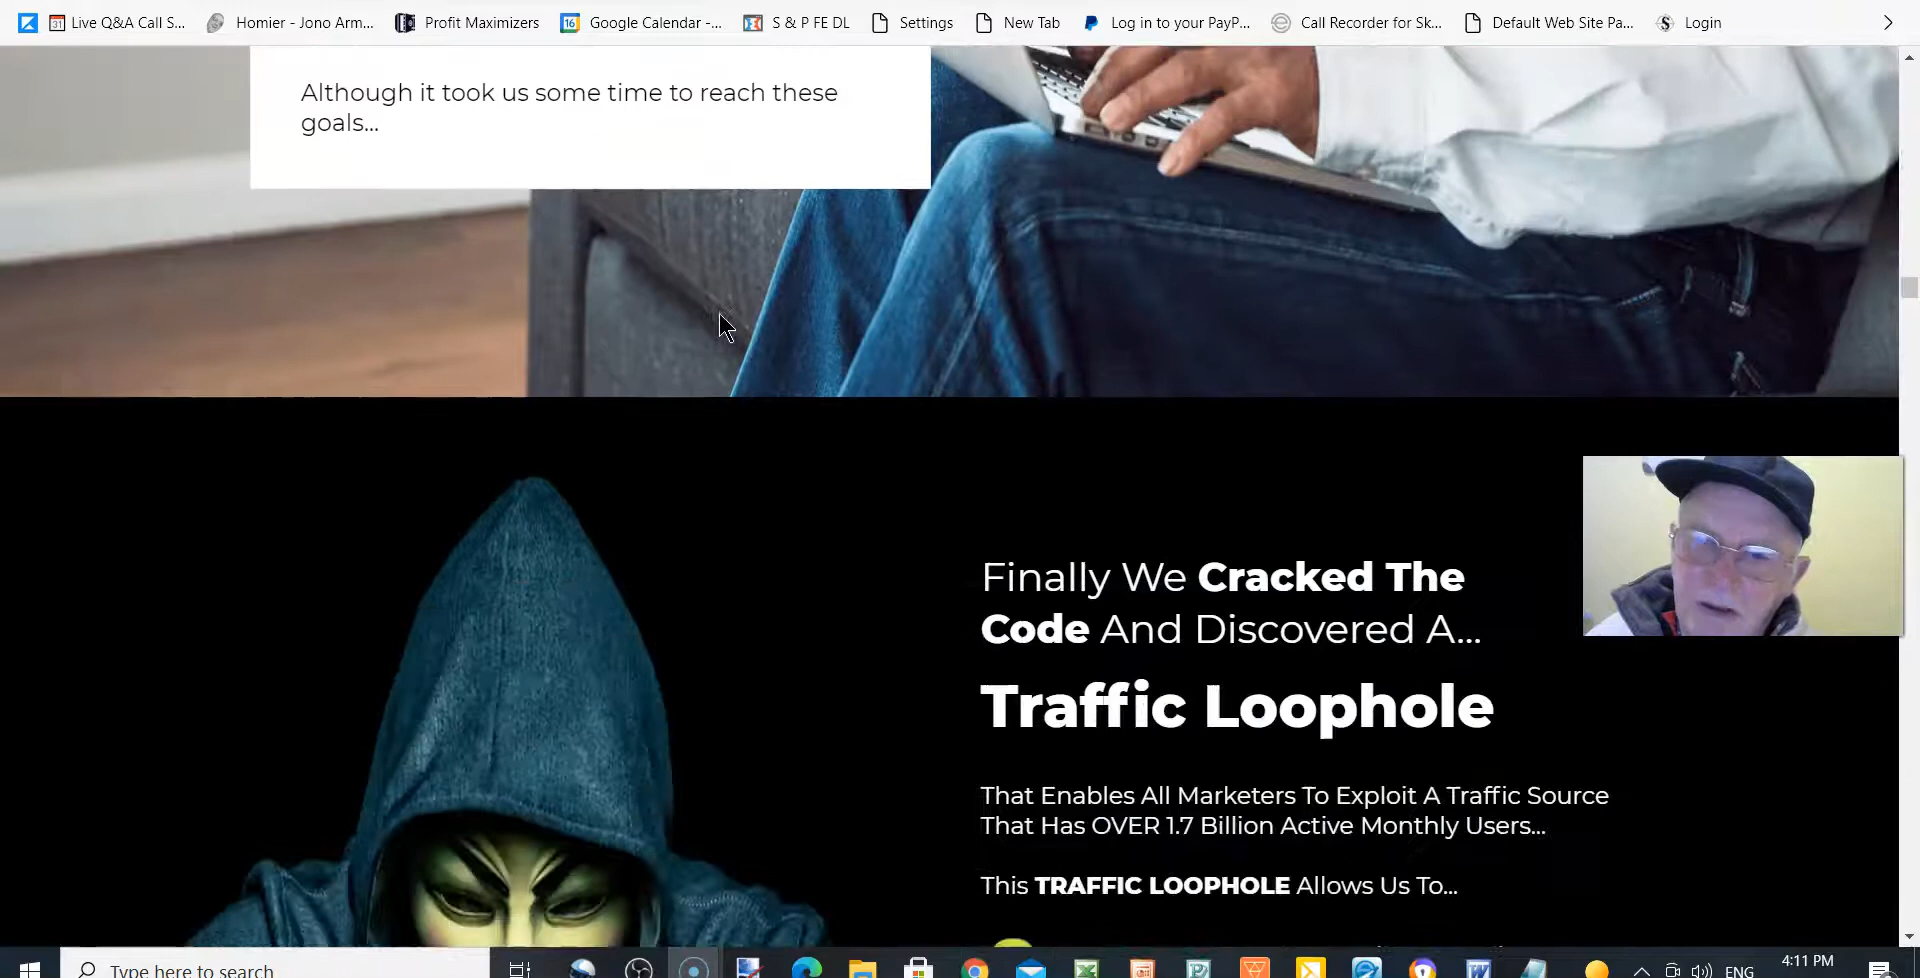 Live Q&A Call S... Homier - Jono Arm... Profit Maximizers Google Calendar -... S & P FE DL Settings New Tab Log in to your PayP... Call Recorder for Sk... Default Web Site Pa... Login
Although it took us some time to reach these
goals...
Finally We Cracked The
Code And Discovered A...
Traffic Loophole
That Enables All Marketers To Exploit A Traffic Source
That Has OVER 1.7 Billion Active Monthly Users...
This TRAFFIC LOOPHOLE Allows Us To...
Type here to search ENG 4:11 PM